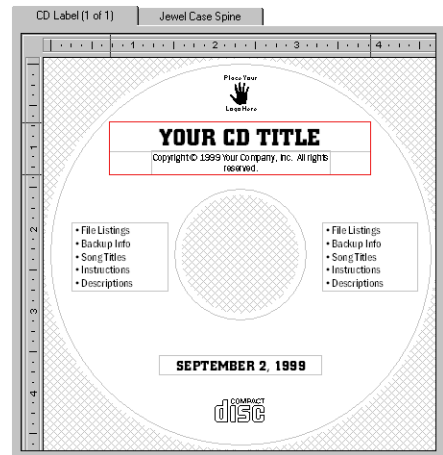 CD Label (1 of 1)
Jewel Case Spine
1 2 3 4
Place Your
Logo Here
YOUR CD TITLE
Copyright © 1999 Your Company, Inc. All rights
reserved.
1
2
• File Listings
• Backup Info
• Song Titles
• Instructions
• Descriptions
• File Listings
• Backup Info
• Song Titles
• Instructions
• Descriptions
3
SEPTEMBER 2, 1999
4
COMPACT
disc